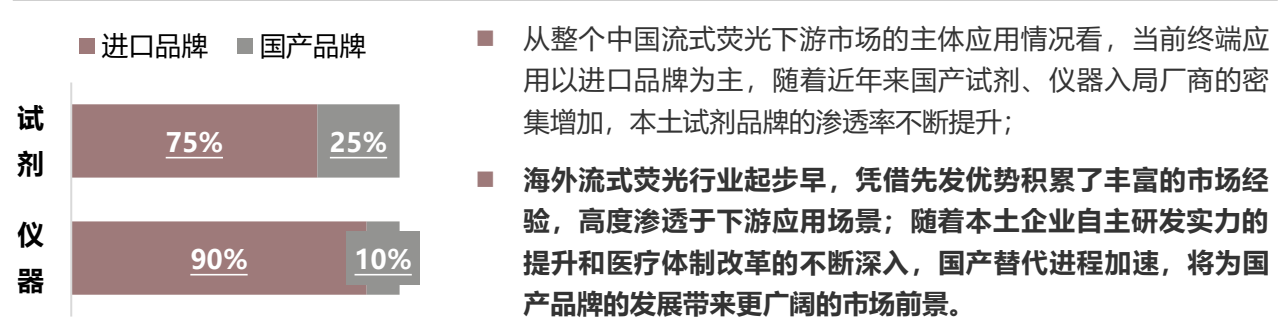 进口品牌 国产品牌
试剂
75% 25%
仪器
90% 10%
从整个中国流式荧光下游市场的主体应用情况看，当前终端应
用以进口品牌为主，随着近年来国产试剂、仪器入局厂商的密
集增加，本土试剂品牌的渗透率不断提升；
海外流式荧光行业起步早，凭借先发优势积累了丰富的市场经
验，高度渗透于下游应用场景；随着本土企业自主研发实力的
提升和医疗体制改革的不断深入，国产替代进程加速，将为国
产品牌的发展带来更广阔的市场前景。